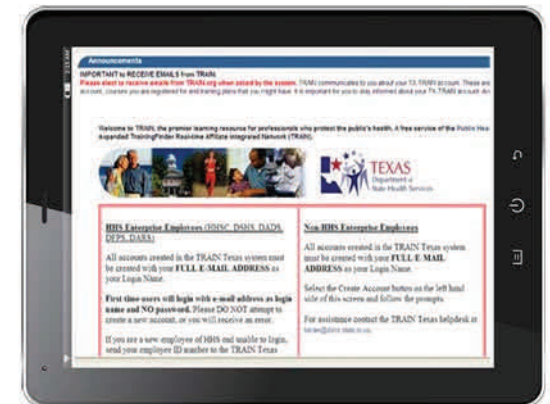 Announcements
IMPORTANT to RECEIVE EMAILS from TRAIN:
Please elect to receive emails from TRAIN.org when asked by the system. TRAIN communicates to you about your TX.TRAIN account. These are
account, courses you are registered for and training plans that you might have. It is important for you to stay informed about your TX.TRAIN account.
Welcome to TRAIN, the premier learning resource for professionals who protect the public's health. A free service of the Public Hea
expanded TrainingFinder Real-time Affiliate Integrated Network (TRAIN).
TEXAS
Department of
State Health Services
HHS Enterprise Employees (HHSC, DSHS, DADS,
DFPS, DARS)
All accounts created in the TRAIN Texas system must
be created with your FULL E-MAIL ADDRESS as
your Login Name.
First time users will login with e-mail address as login
name and NO password. Please DO NOT attempt to
create a new account, or you will receive an error.
If you are a new employee of HHS and unable to login,
send your employee ID number to the TRAIN Texas
Non-HHS Enterprise Employees
All accounts created in the TRAIN Texas system
must be created with your FULL E-MAIL
ADDRESS as your Login Name.
Select the Create Account button on the left hand
side of this screen and follow the prompts.
For assistance contact the TRAIN Texas helpdesk at